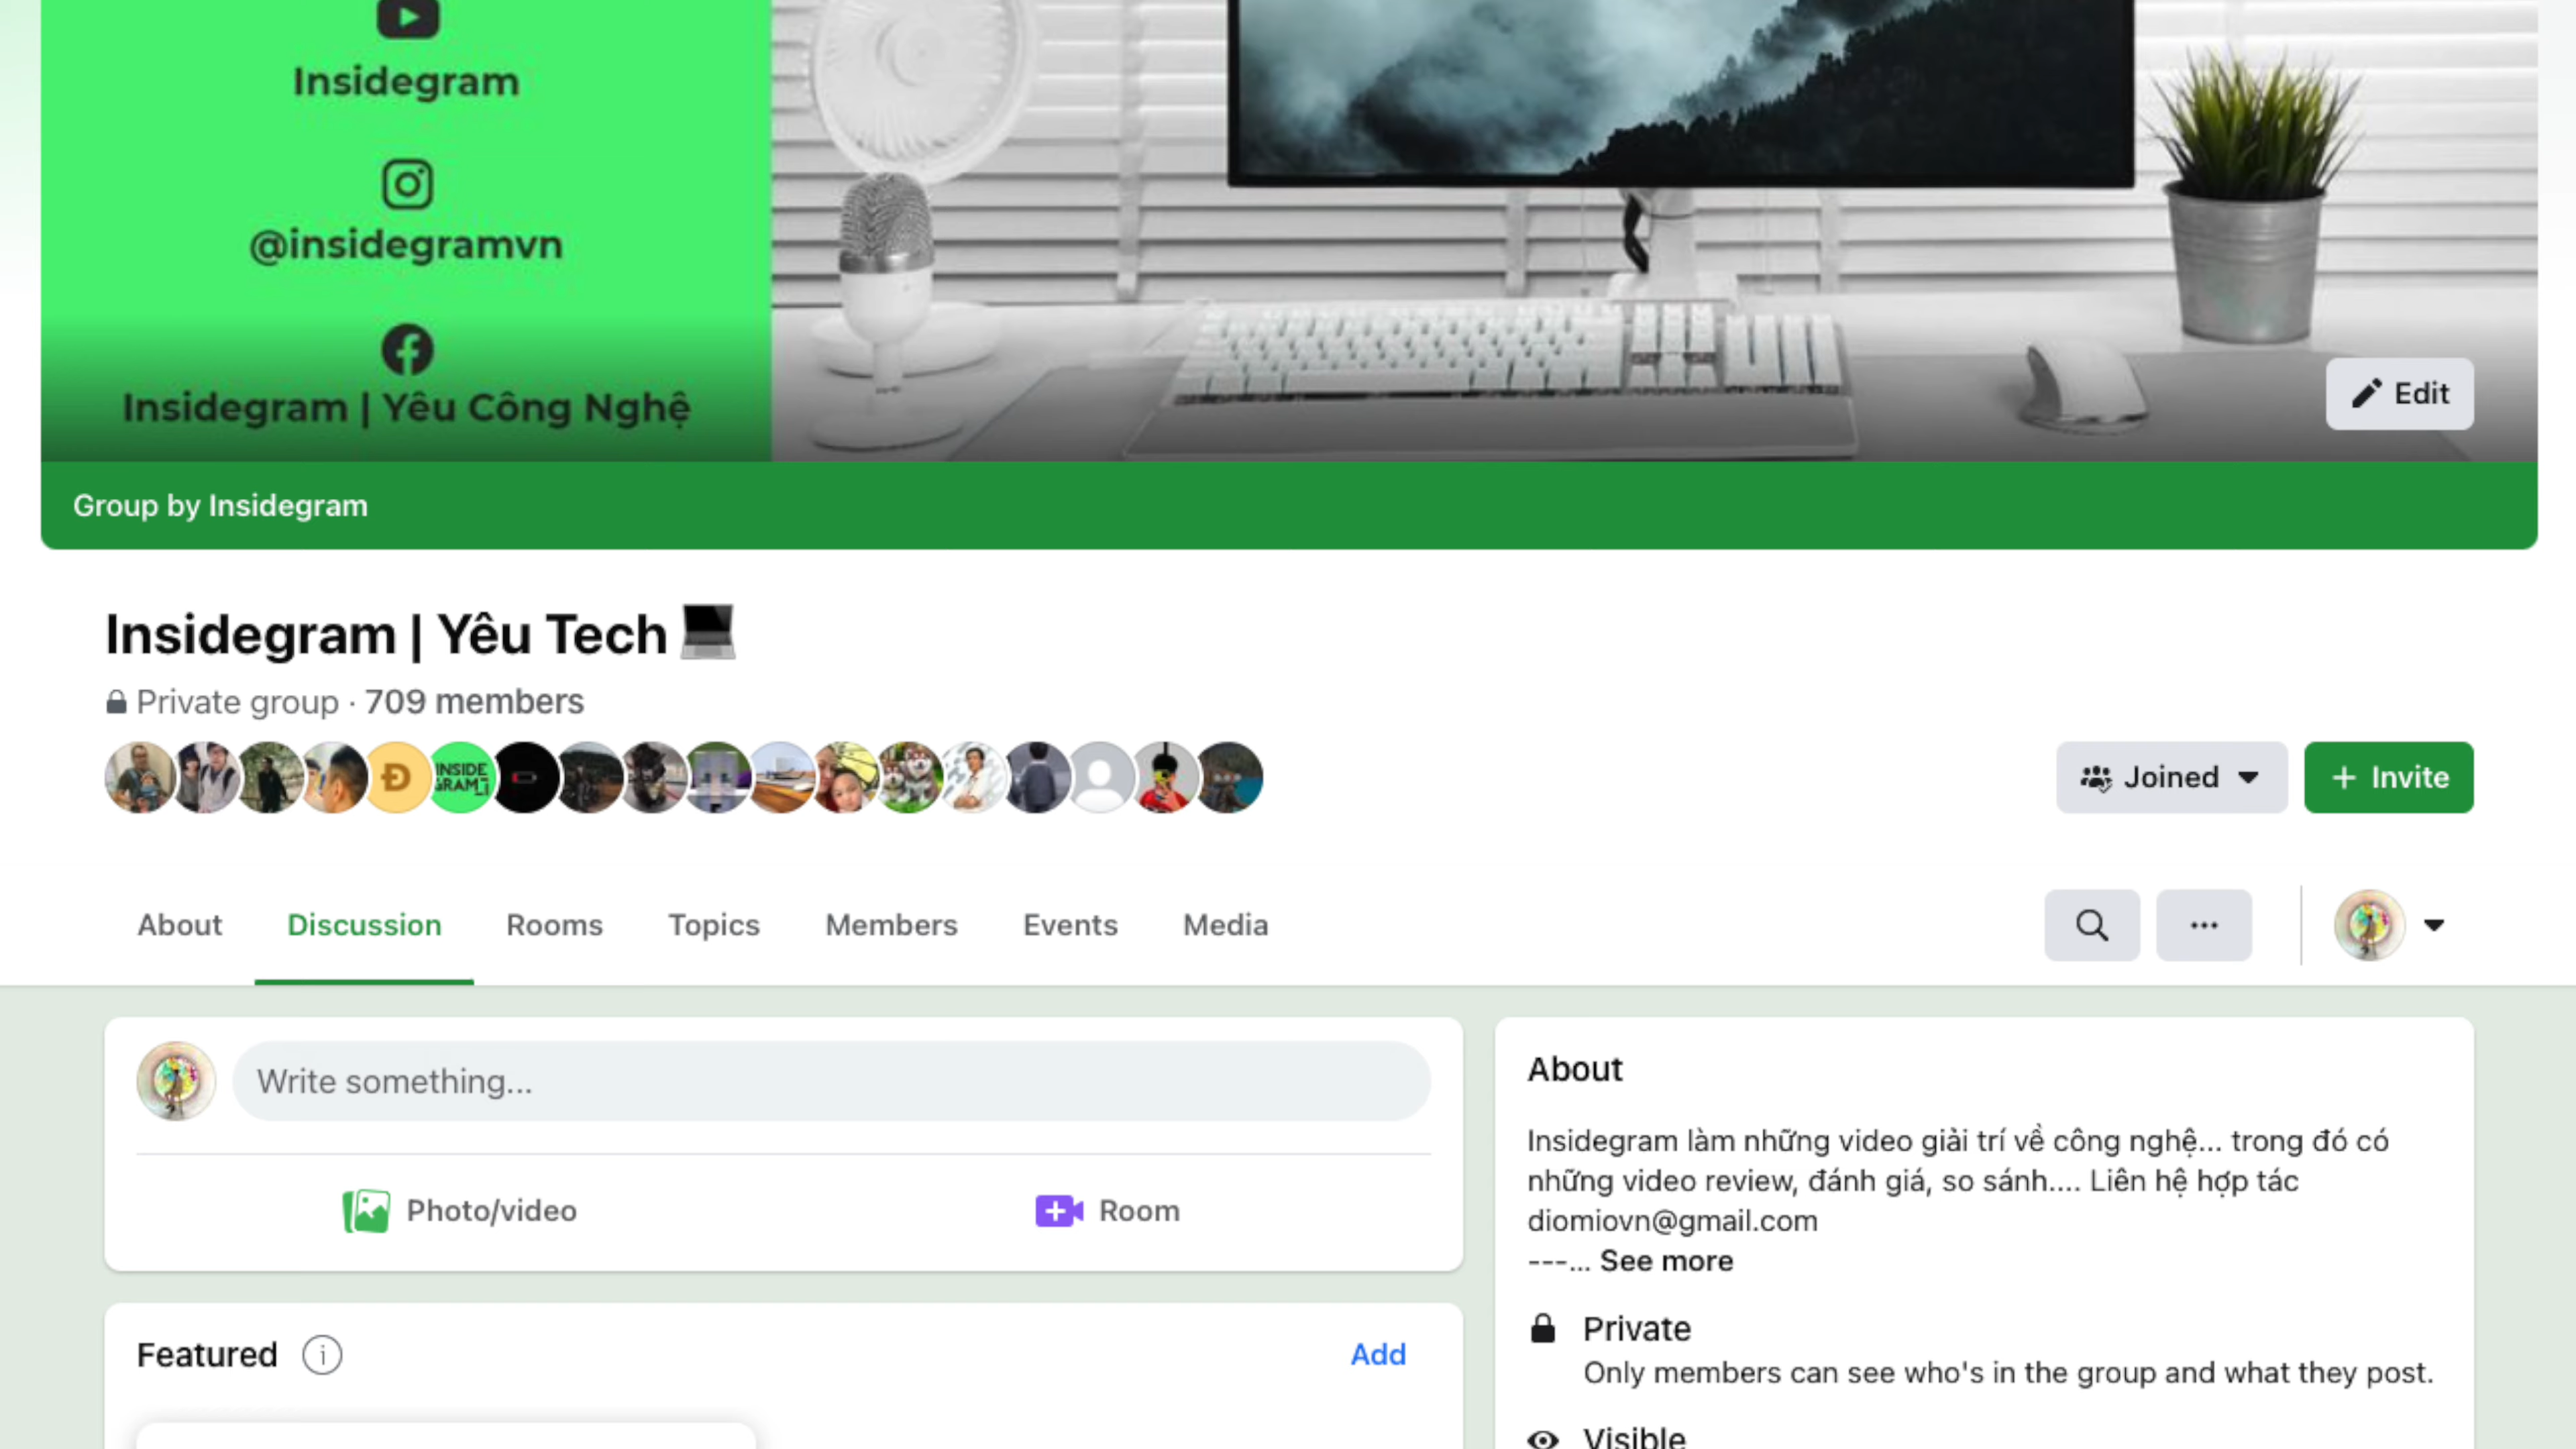 Insidegram
@insidegramvn
Insidegram | Yêu Công Nghệ
Edit
Group by Insidegram
Insidegram | Yêu Tech
Private group · 709 members
INSIDE
GRAM
Joined
+ Invite
About
Discussion
Rooms
Topics
Members
Events
Media
Write something...
Photo/video
Room
Featured
Add
About
Insidegram làm những video giải trí về công nghệ... trong đó có
những video review, đánh giá, so sánh.... Liên hệ hợp tác
diomiovn@gmail.com
---... See more
Private
Only members can see who's in the group and what they post.
Visible